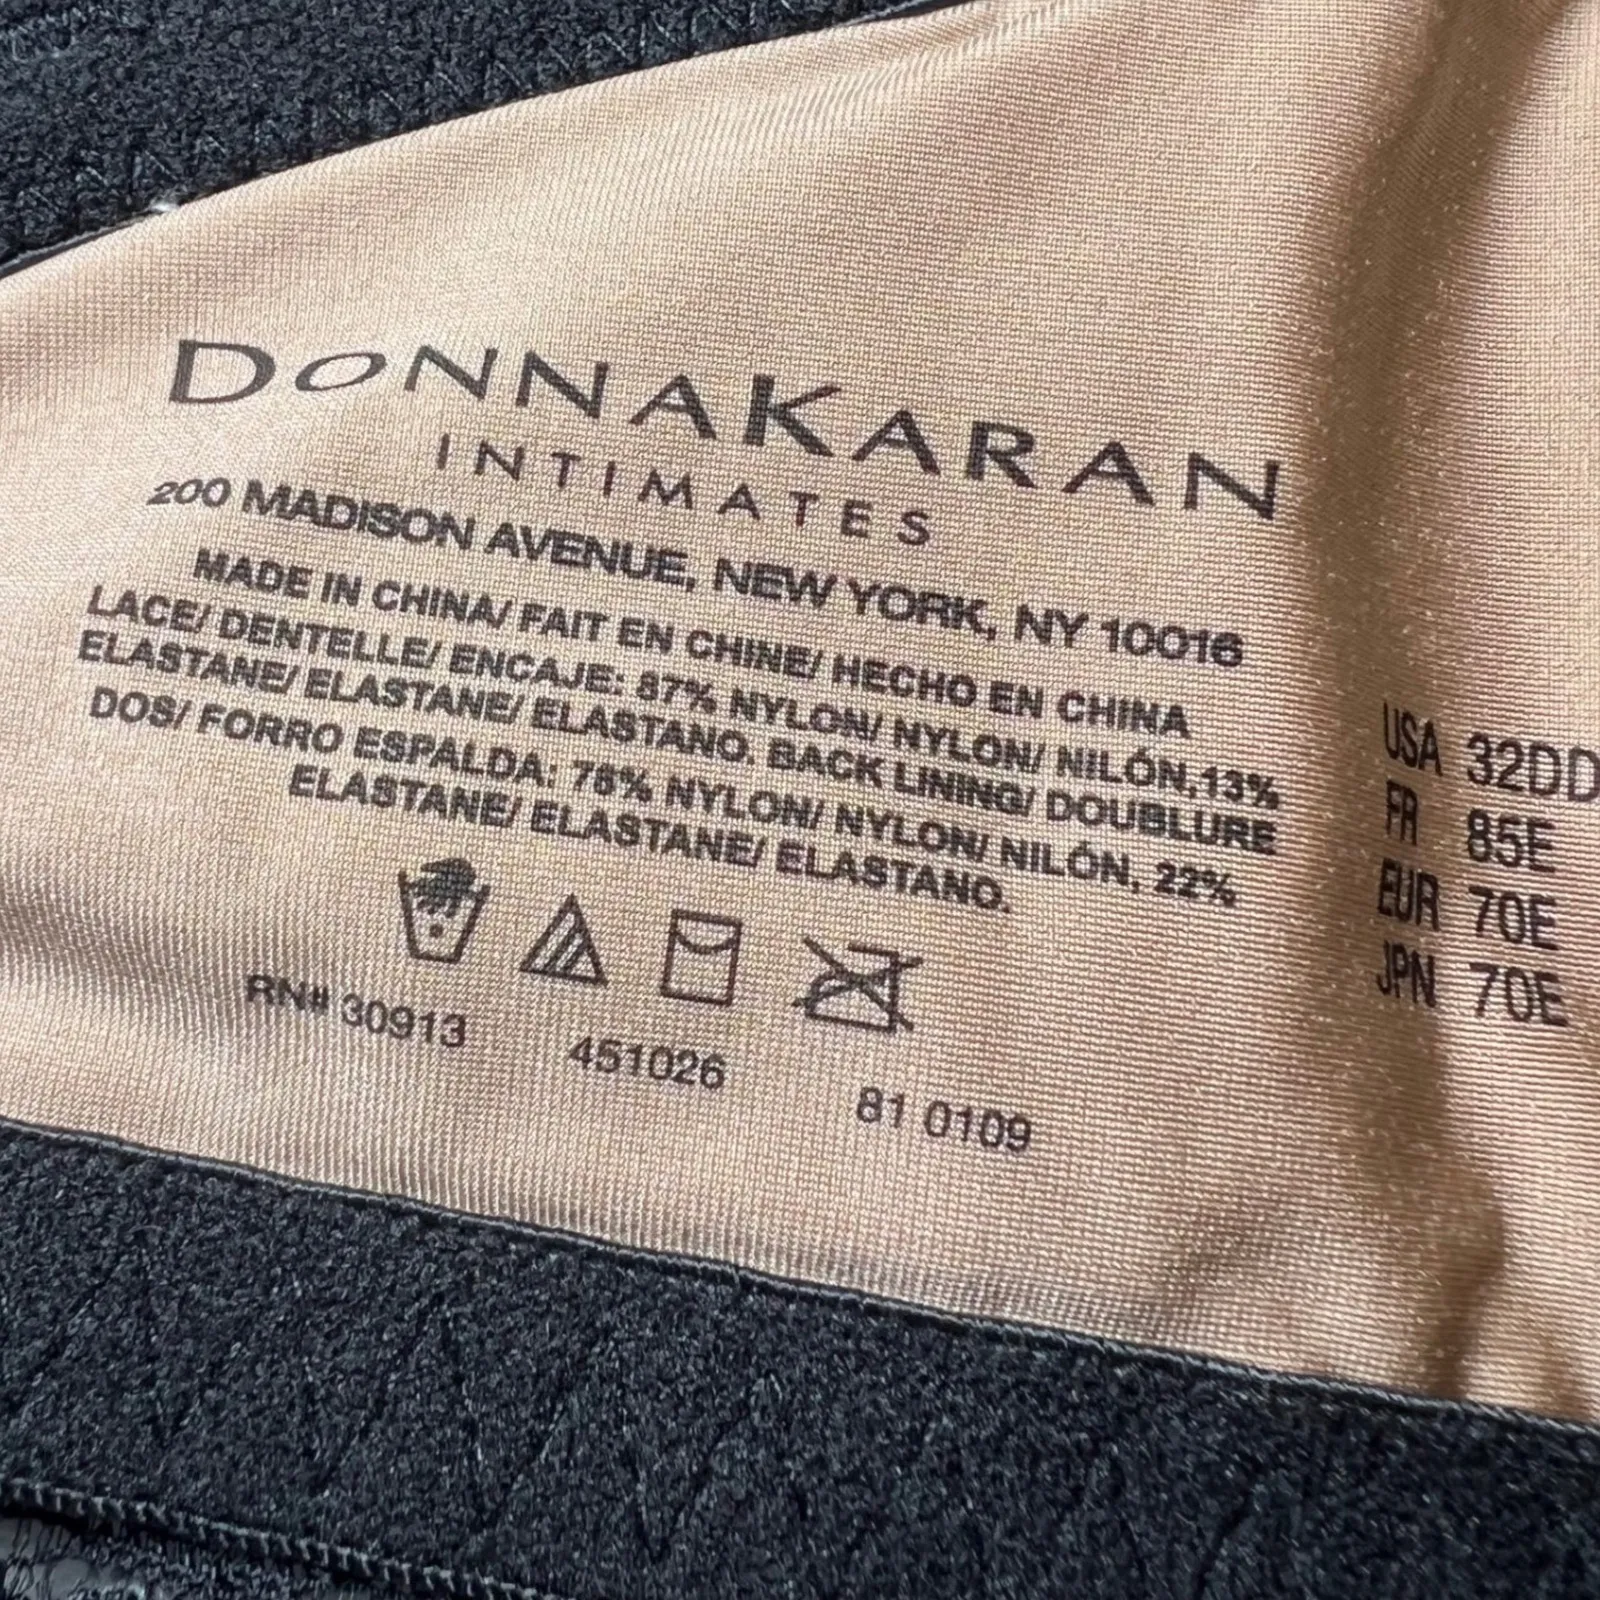 DONNAKARAN
INTIMATES
200 MADISON AVENUE, NEW YORK, NY 10016
MADE IN CHINA/ FAIT EN CHINE/ HECHO EN CHINA
LACE/ DENTELLE/ ENCAJE: 87% NYLON/ NYLON/ NILÓN,13%
ELASTANE/ ELASTANE/ ELASTANO. BACK LINING/ DOUBLURE
DOS/ FORRO ESPALDA: 78% NYLON/ NYLON/ NILÓN, 22%
ELASTANE/ ELASTANE/ ELASTANO.
RN# 30913 451026 81 0109
USA 32DD
FR 85E
EUR 70E
JPN 70E